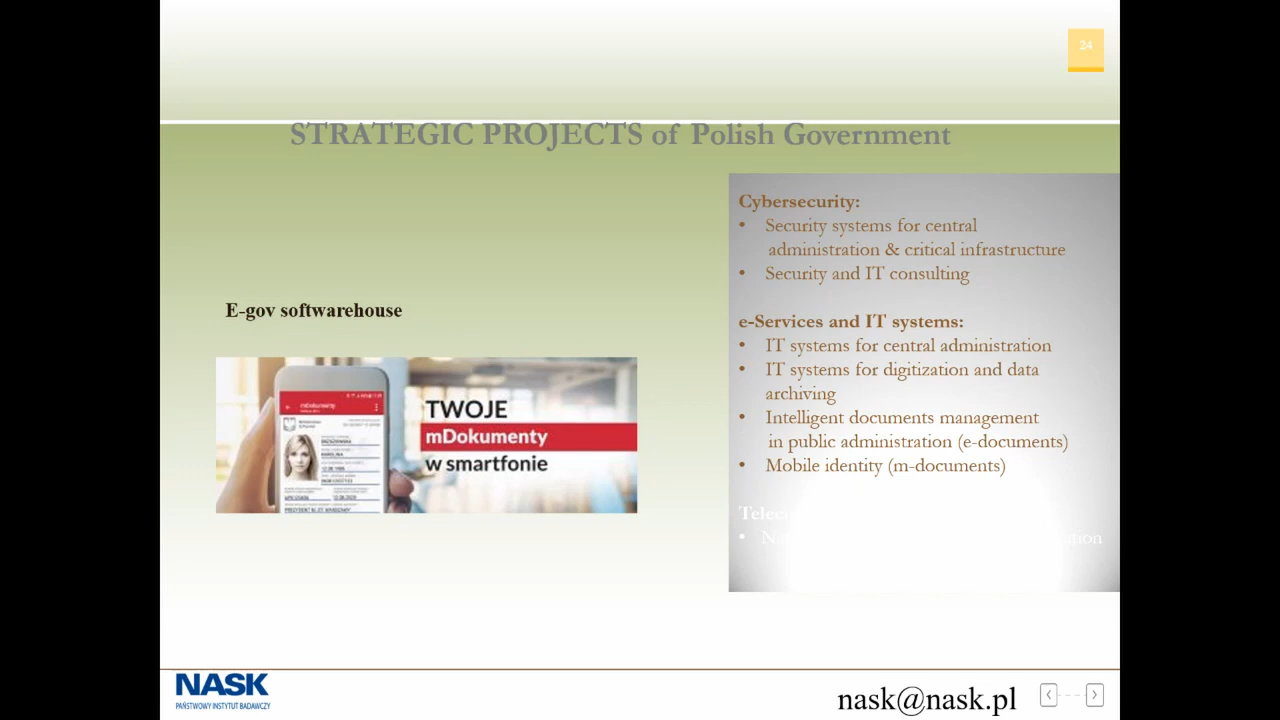 24
STRATEGIC PROJECTS of Polish Government
Cybersecurity:
• Security systems for central
administration & critical infrastructure
• Security and IT consulting
e-Services and IT systems:
• IT systems for central administration
• IT systems for digitization and data
archiving
• Intelligent documents management
in public administration (e-documents)
• Mobile identity (m-documents)
E-gov softwarehouse
mDokumenty
TWOJE
mDokumenty
w smartfonie
NASK
PAŃSTWOWY INSTYTUT BADAWCZY
nask@nask.pl